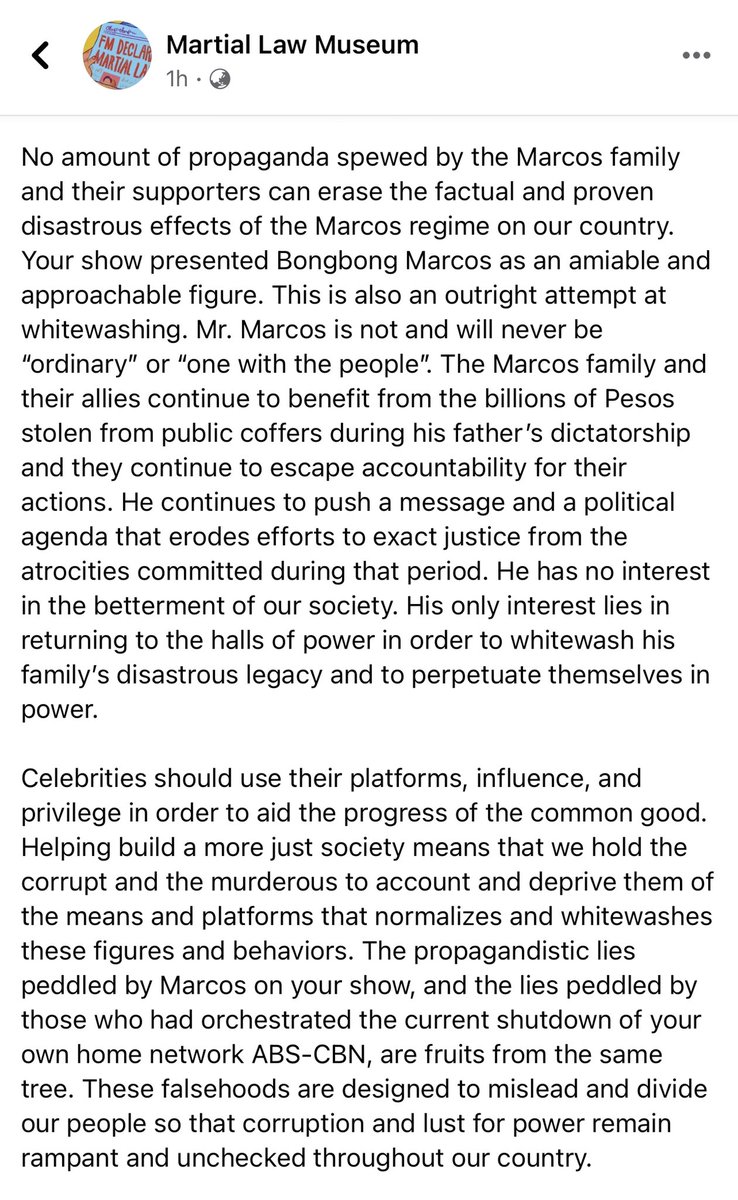 FM DECLAR
MARTIAL LA
Martial Law Museum
1h ·
No amount of propaganda spewed by the Marcos family
and their supporters can erase the factual and proven
disastrous effects of the Marcos regime on our country.
Your show presented Bongbong Marcos as an amiable and
approachable figure. This is also an outright attempt at
whitewashing. Mr. Marcos is not and will never be
“ordinary” or “one with the people”. The Marcos family and
their allies continue to benefit from the billions of Pesos
stolen from public coffers during his father’s dictatorship
and they continue to escape accountability for their
actions. He continues to push a message and a political
agenda that erodes efforts to exact justice from the
atrocities committed during that period. He has no interest
in the betterment of our society. His only interest lies in
returning to the halls of power in order to whitewash his
family’s disastrous legacy and to perpetuate themselves in
power.
Celebrities should use their platforms, influence, and
privilege in order to aid the progress of the common good.
Helping build a more just society means that we hold the
corrupt and the murderous to account and deprive them of
the means and platforms that normalizes and whitewashes
these figures and behaviors. The propagandistic lies
peddled by Marcos on your show, and the lies peddled by
those who had orchestrated the current shutdown of your
own home network ABS-CBN, are fruits from the same
tree. These falsehoods are designed to mislead and divide
our people so that corruption and lust for power remain
rampant and unchecked throughout our country.